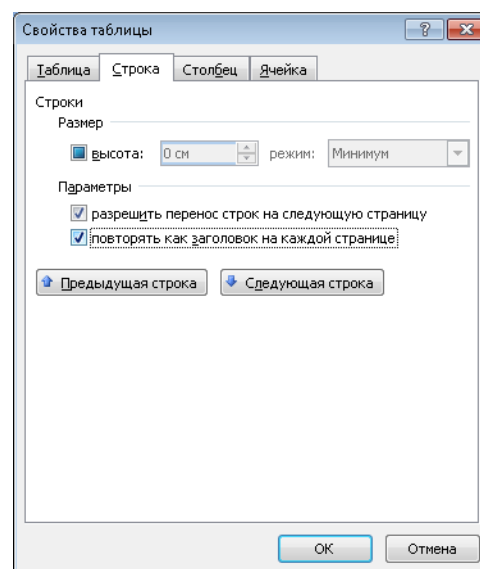 Свойства таблицы
Таблица Строка Столбец Ячейка
Строки
Размер
высота: 0 см режим: Минимум
Параметры
разрешить перенос строк на следующую страницу
повторять как заголовок на каждой странице
Предыдущая строка Следующая строка
ОК Отмена